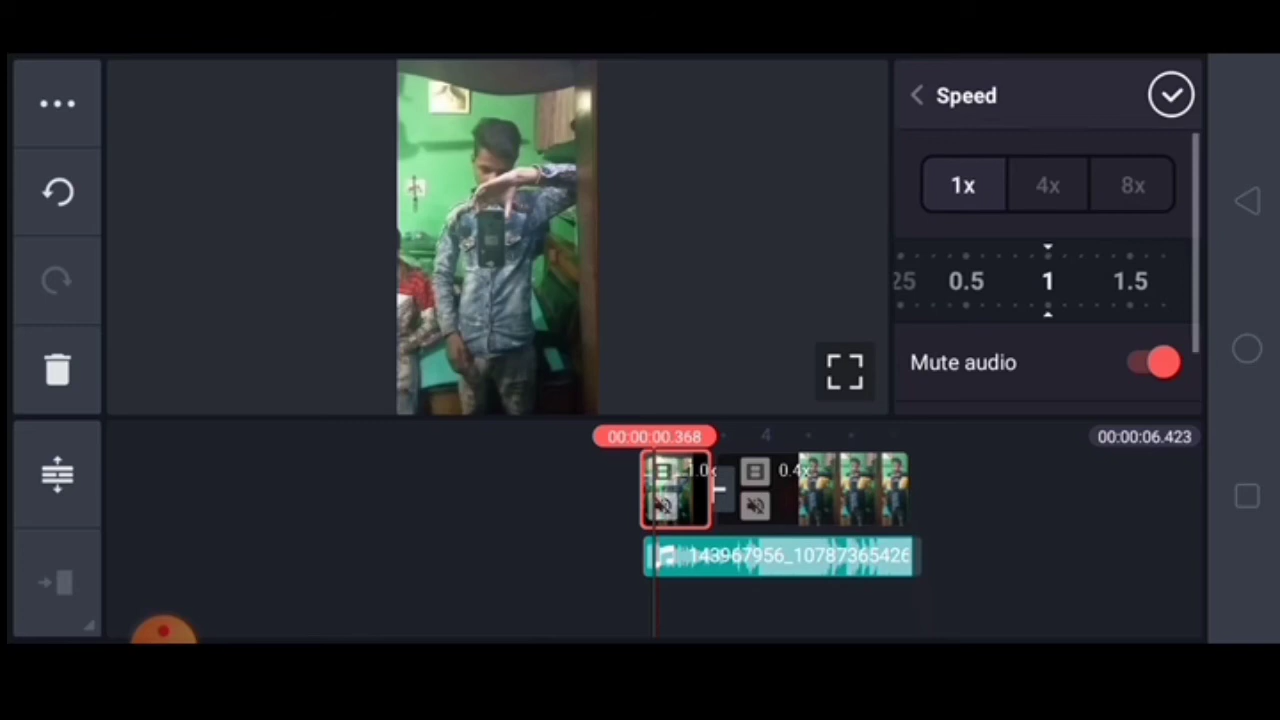 Speed
1x 4x 8x
25 0.5 1 1.5
Mute audio
00:00:00.368
4
00:00:06.423
1.0x
0.4x
143967956_10787365426